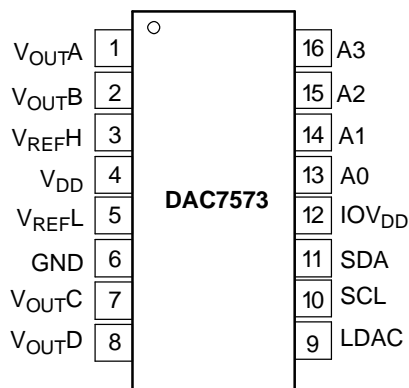 VOUTA 1 16 A3
VOUTB 2 15 A2
VREFH 3 14 A1
VDD 4 13 A0
DAC7573
VREFL 5 12 IOVDD
GND 6 11 SDA
VOUTC 7 10 SCL
VOUTD 8 9 LDAC